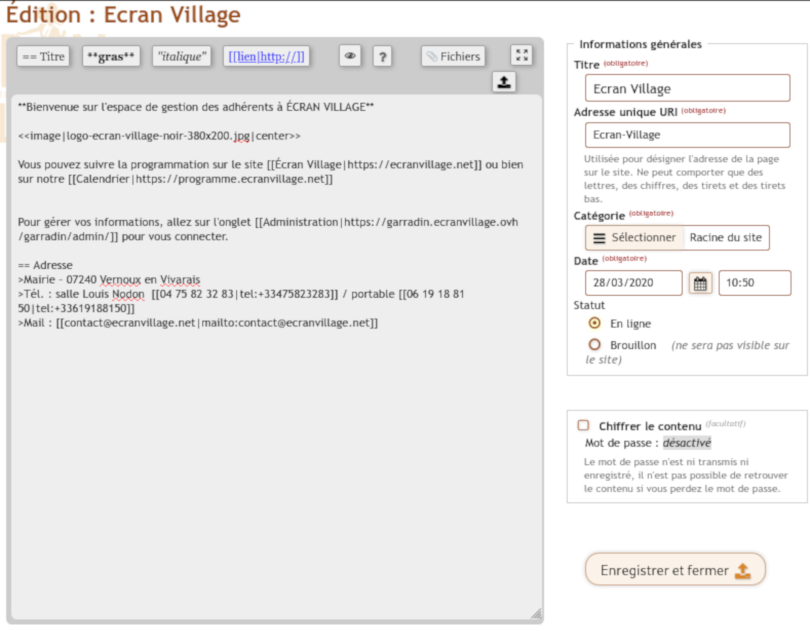 Édition : Ecran Village
== Titre
**gras**
"italique"
[[lien|http://]]
?
Fichiers
**Bienvenue sur l'espace de gestion des adhérents à ÉCRAN VILLAGE**
<<image|logo-ecran-village-noir-380x200.jpg|center>>
Vous pouvez suivre la programmation sur le site [[Écran Village|https://ecranvillage.net]] ou bien
sur notre [[Calendrier|https://programme.ecranvillage.net]]
Pour gérer vos informations, allez sur l'onglet [[Administration|https://garradin.ecranvillage.ovh
/garradin/admin/]] pour vous connecter.
== Adresse
>Mairie - 07240 Vernoux en Vivarais
>Tél. : salle Louis Nodon  [[04 75 82 32 83|tel:+33475823283]] / portable [[06 19 18 81
50|tel:+33619188150]]
>Mail : [[contact@ecranvillage.net|mailto:contact@ecranvillage.net]]
Informations générales
Titre (obligatoire)
Ecran Village
Adresse unique URI (obligatoire)
Ecran-Village
Utilisée pour désigner l'adresse de la page
sur le site. Ne peut comporter que des
lettres, des chiffres, des tirets et des tirets
bas.
Catégorie (obligatoire)
Sélectionner Racine du site
Date (obligatoire)
28/03/2020 10:50
Statut
En ligne
Brouillon (ne sera pas visible sur
le site)
Chiffrer le contenu (facultatif)
Mot de passe : désactivé
Le mot de passe n'est ni transmis ni
enregistré, il n'est pas possible de retrouver
le contenu si vous perdez le mot de passe.
Enregistrer et fermer